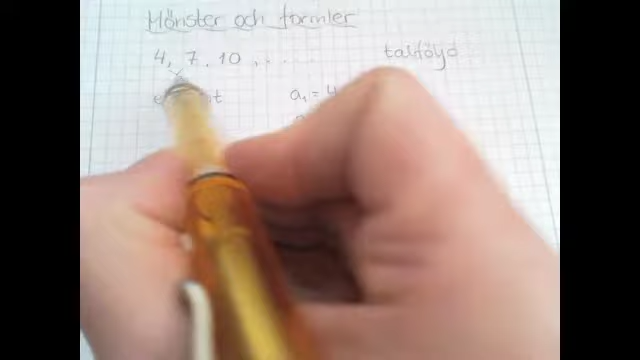 Mönster och formler
4, 7, 10, ..... talföljd
a₁ = 4